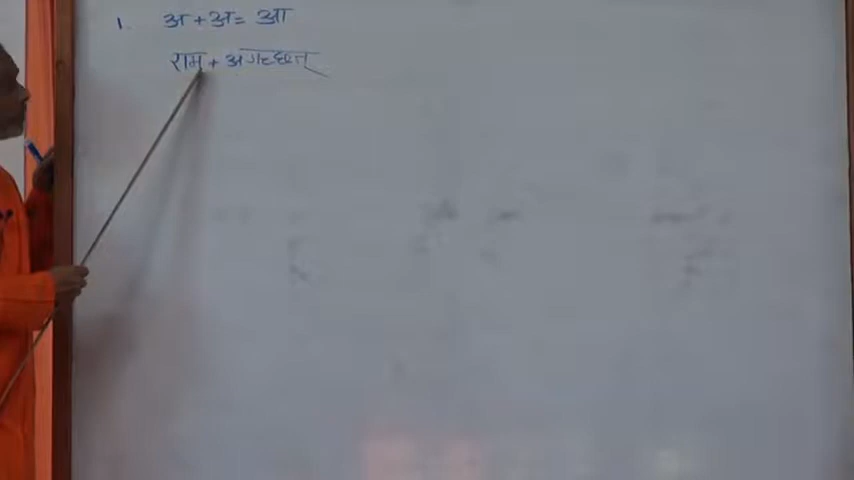 1. अ + अ = आ
राम + अगच्छत्